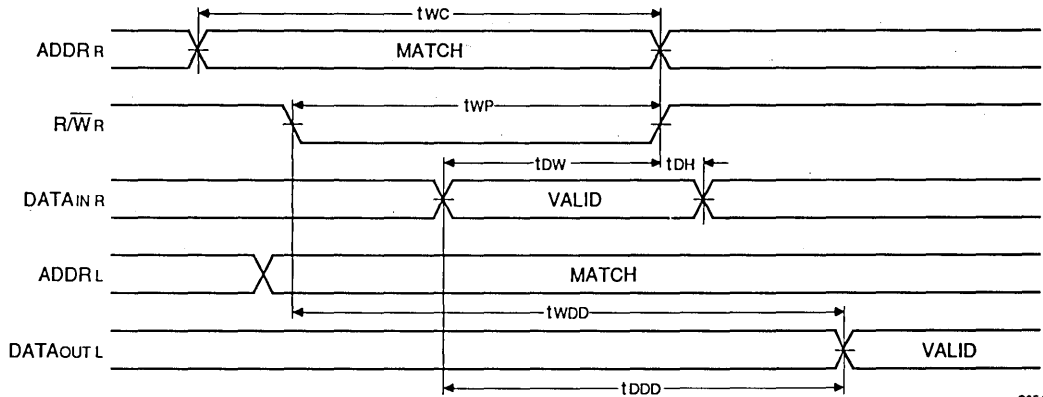 tWC
ADDR R MATCH
R/W̅ R tWP
tDW tDH
DATAIN R VALID
ADDR L MATCH
tWDD
DATAOUT L VALID
tDDD